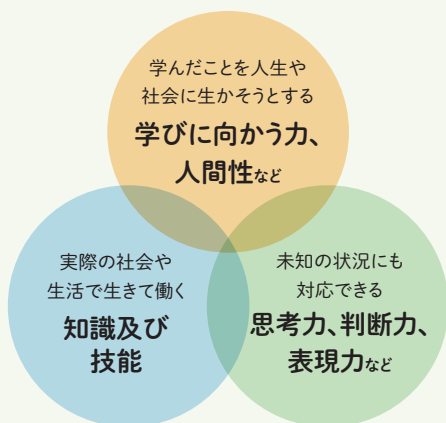 学んだことを人生や
社会に生かそうとする
学びに向かう力、
人間性など
実際の社会や
生活で生きて働く
知識及び
技能
未知の状況にも
対応できる
思考力、判断力、
表現力など